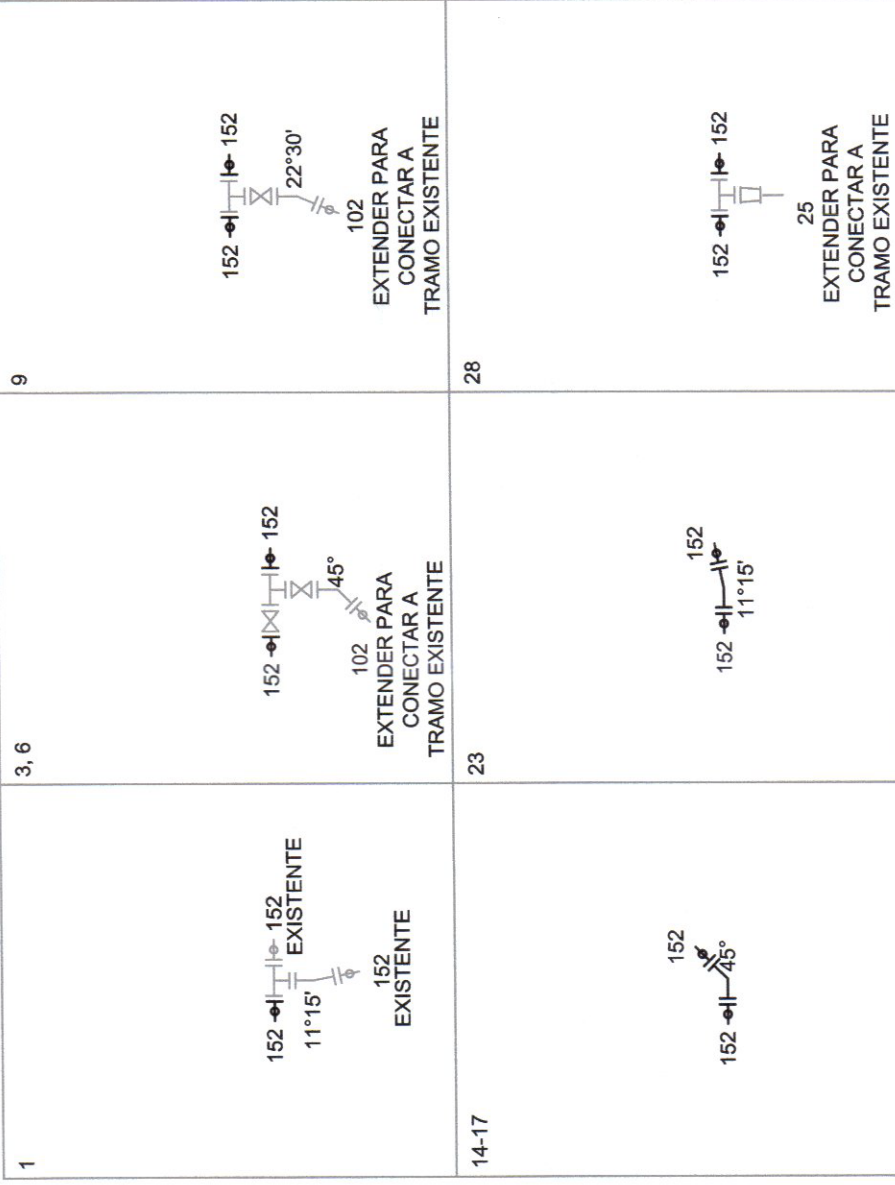 1
152
152
EXISTENTE
11°15'
152
EXISTENTE
3, 6
152
152
45°
102
EXTENDER PARA
CONECTAR A
TRAMO EXISTENTE
9
152
152
22°30'
102
EXTENDER PARA
CONECTAR A
TRAMO EXISTENTE
14-17
152
152
45°
23
152
152
11°15'
28
152
152
25
EXTENDER PARA
CONECTAR A
TRAMO EXISTENTE